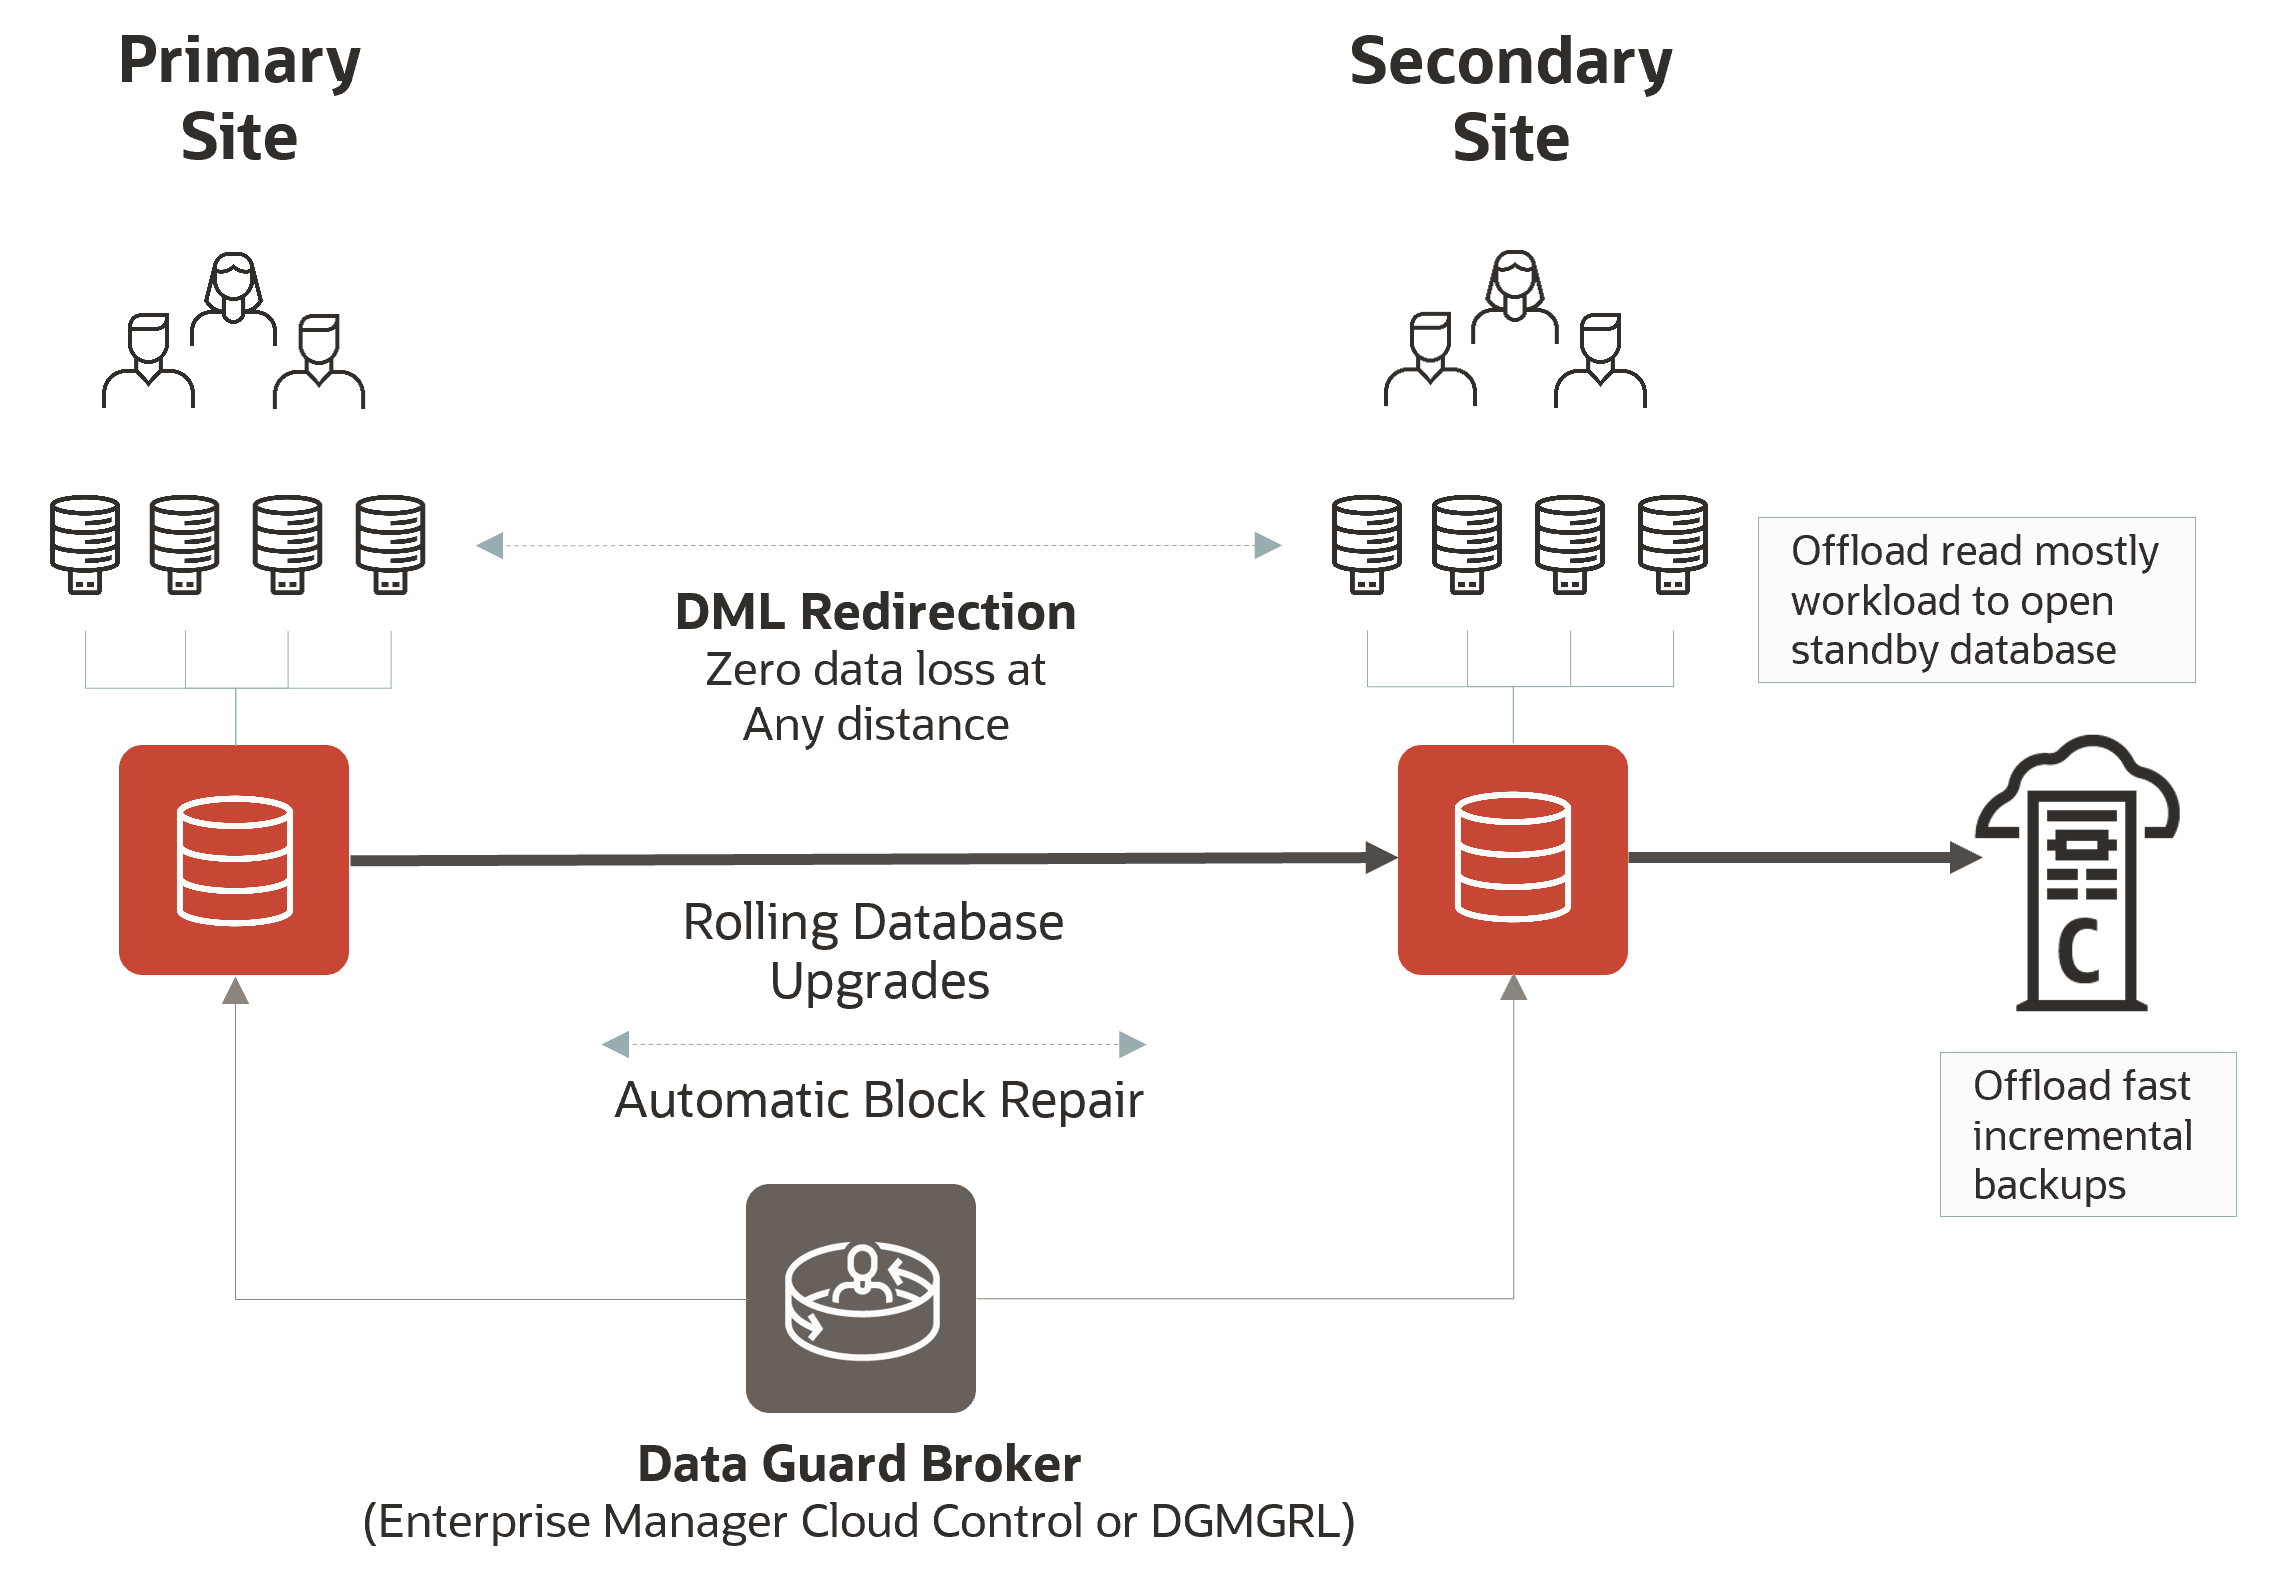 Primary
Site
Secondary
Site
DML Redirection
Zero data loss at
Any distance
Offload read mostly
workload to open
standby database
Rolling Database
Upgrades
Automatic Block Repair
C
Offload fast
incremental
backups
Data Guard Broker
(Enterprise Manager Cloud Control or DGMGRL)